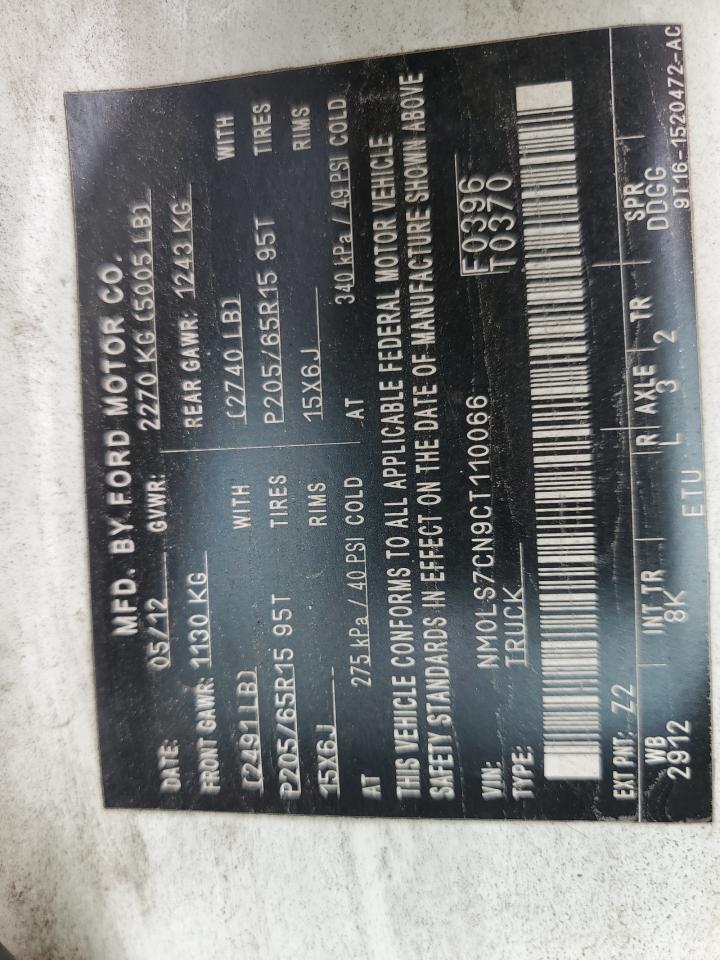 MFD. BY FORD MOTOR CO.
DATE: 05/12 GVWR: 2270 KG (5005 LB)
FRONT GAWR: 1130 KG REAR GAWR: 1243 KG
(2491LB) WITH (2740 LB) WITH
P205/65R15 95T TIRES P205/65R15 95T TIRES
15X6J RIMS 15X6J RIMS
AT 275 kPa / 40 PSI COLD AT 340 kPa / 49 PSI COLD
THIS VEHICLE CONFORMS TO ALL APPLICABLE FEDERAL MOTOR VEHICLE
SAFETY STANDARDS IN EFFECT ON THE DATE OF MANUFACTURE SHOWN ABOVE
VIN: NM0LS7CN9CT110066 F0396
TYPE: TRUCK T0370
EXT PNT: Z2
WB INT TR R AXLE TR SPR
2912 8K L 3 2 DDGG
ETU 9T16-1520472-AC